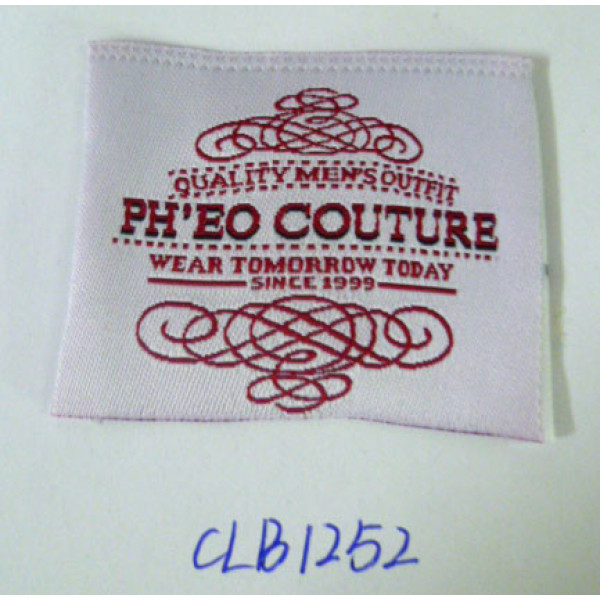 QUALITY MEN'S OUTFIT
PH'EO COUTURE
WEAR TOMORROW TODAY
SINCE 1999
CLB1252